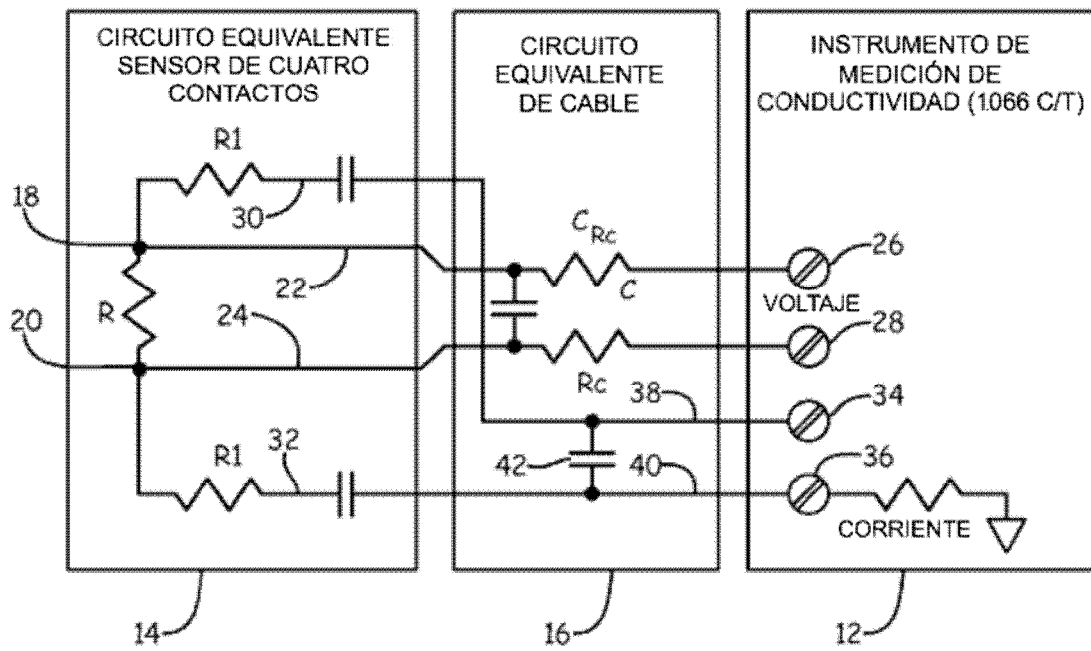 CIRCUITO EQUIVALENTE
SENSOR DE CUATRO
CONTACTOS
CIRCUITO
EQUIVALENTE
DE CABLE
INSTRUMENTO DE
MEDICIÓN DE
CONDUCTIVIDAD (1066 C/T)
R1
30
18
22
C
Rc
26
C
VOLTAJE
R
20
24
28
Rc
38
34
R1
32
42
40
36
CORRIENTE
14
16
12